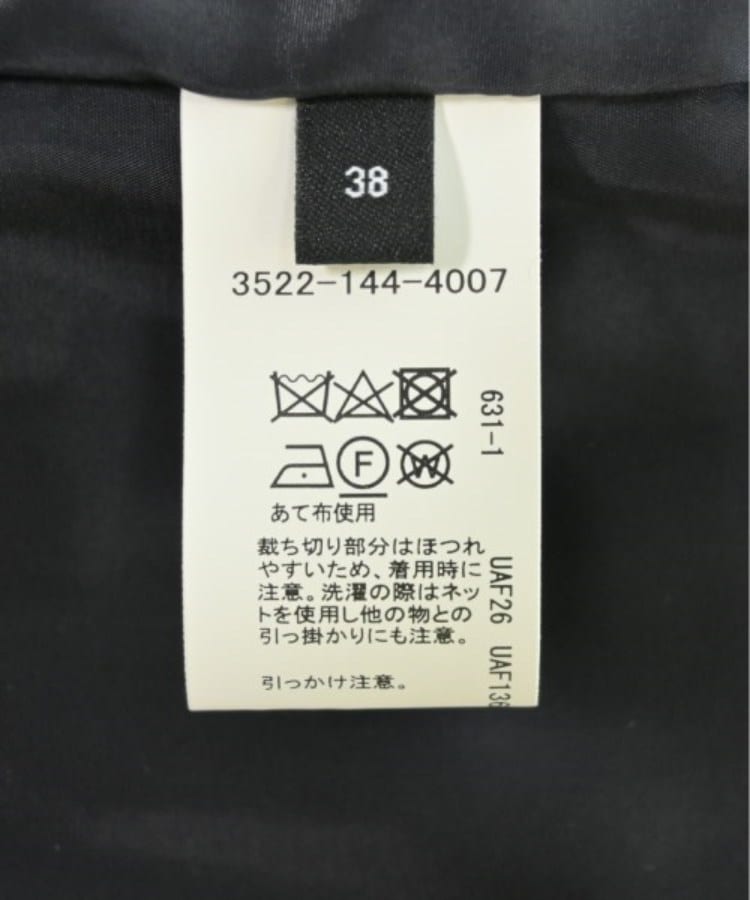 38
3522-144-4007
631-1
F
W
あて布使用
裁ち切り部分はほつれ
やすいため、着用時に
注意。洗濯の際はネッ
トを使用し他の物との
引っ掛かりにも注意。
引っかけ注意。
UAF26 UAF136